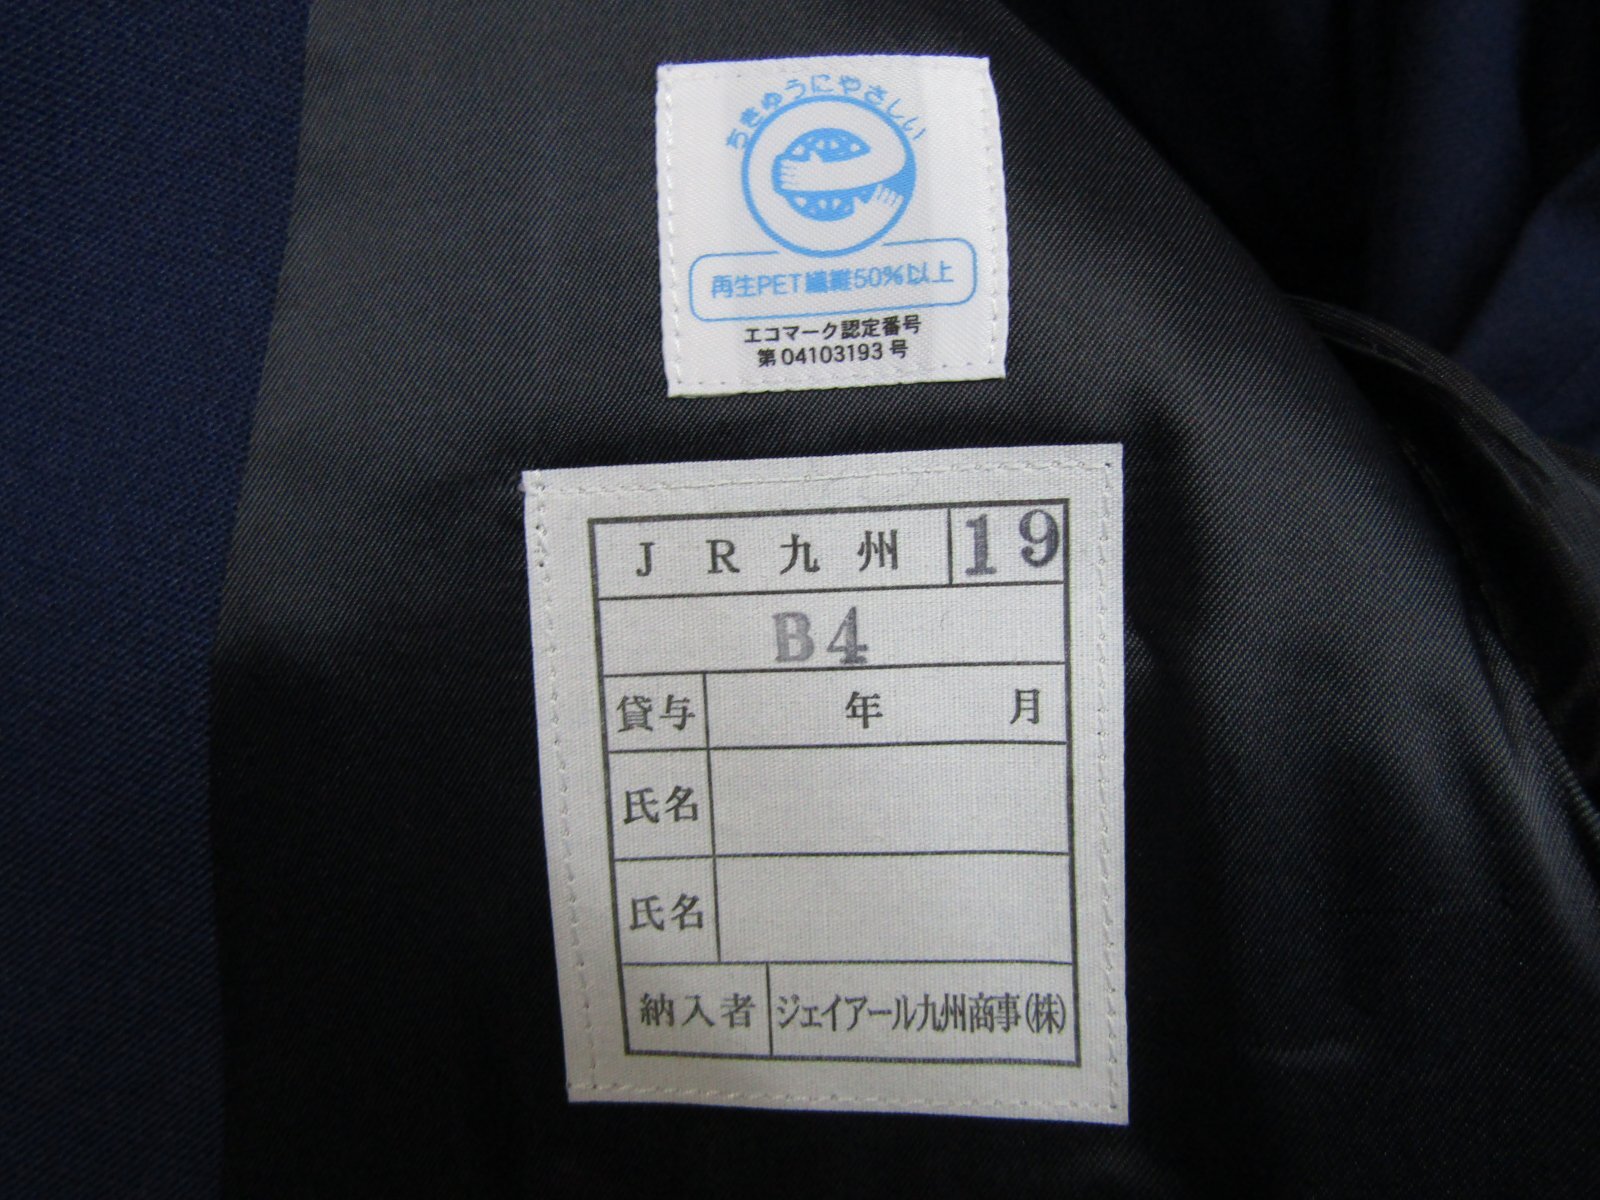 ちきゅうにやさしい
再生PET繊維50%以上
エコマーク認定番号
第04103193号
JR九州 19
B4
貸与 年 月
氏名
氏名
納入者 ジェイアール九州商事(株)